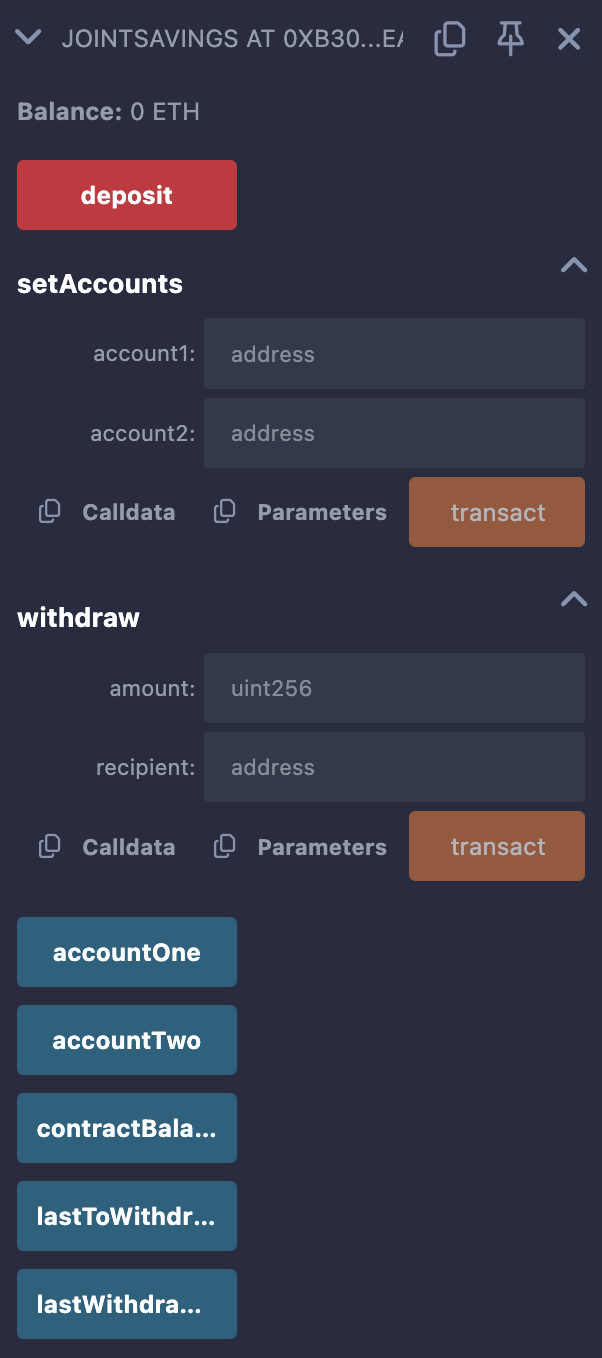 JOINTSAVINGS AT 0XB30...EA
Balance: 0 ETH
deposit
setAccounts
account1: address
account2: address
Calldata Parameters transact
withdraw
amount: uint256
recipient: address
Calldata Parameters transact
accountOne
accountTwo
contractBala...
lastToWithdr...
lastWithdra...